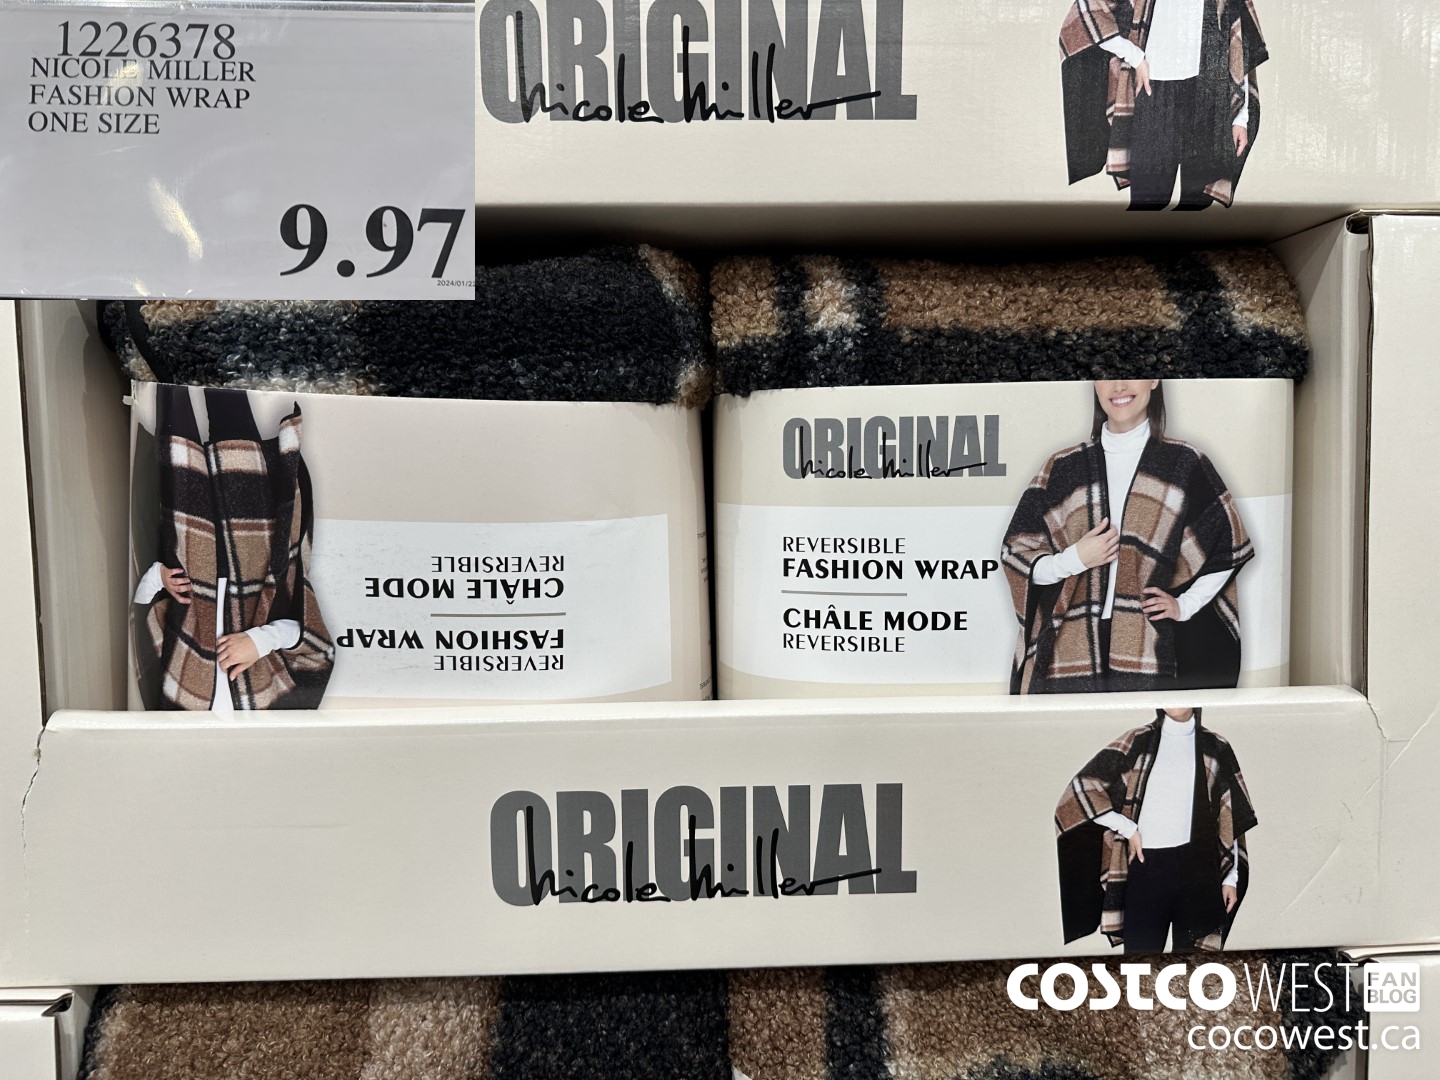 1226378
NICOLE MILLER
FASHION WRAP
ONE SIZE
9.97
ORIGINAL
Nicole Miller
REVERSIBLE
FASHION WRAP
CHÂLE MODE
REVERSIBLE
ORIGINAL
Nicole Miller
REVERSIBLE
FASHION WRAP
CHÂLE MODE
REVERSIBLE
ORIGINAL
Nicole Miller
COSTCO WEST FAN BLOG
cocowest.ca